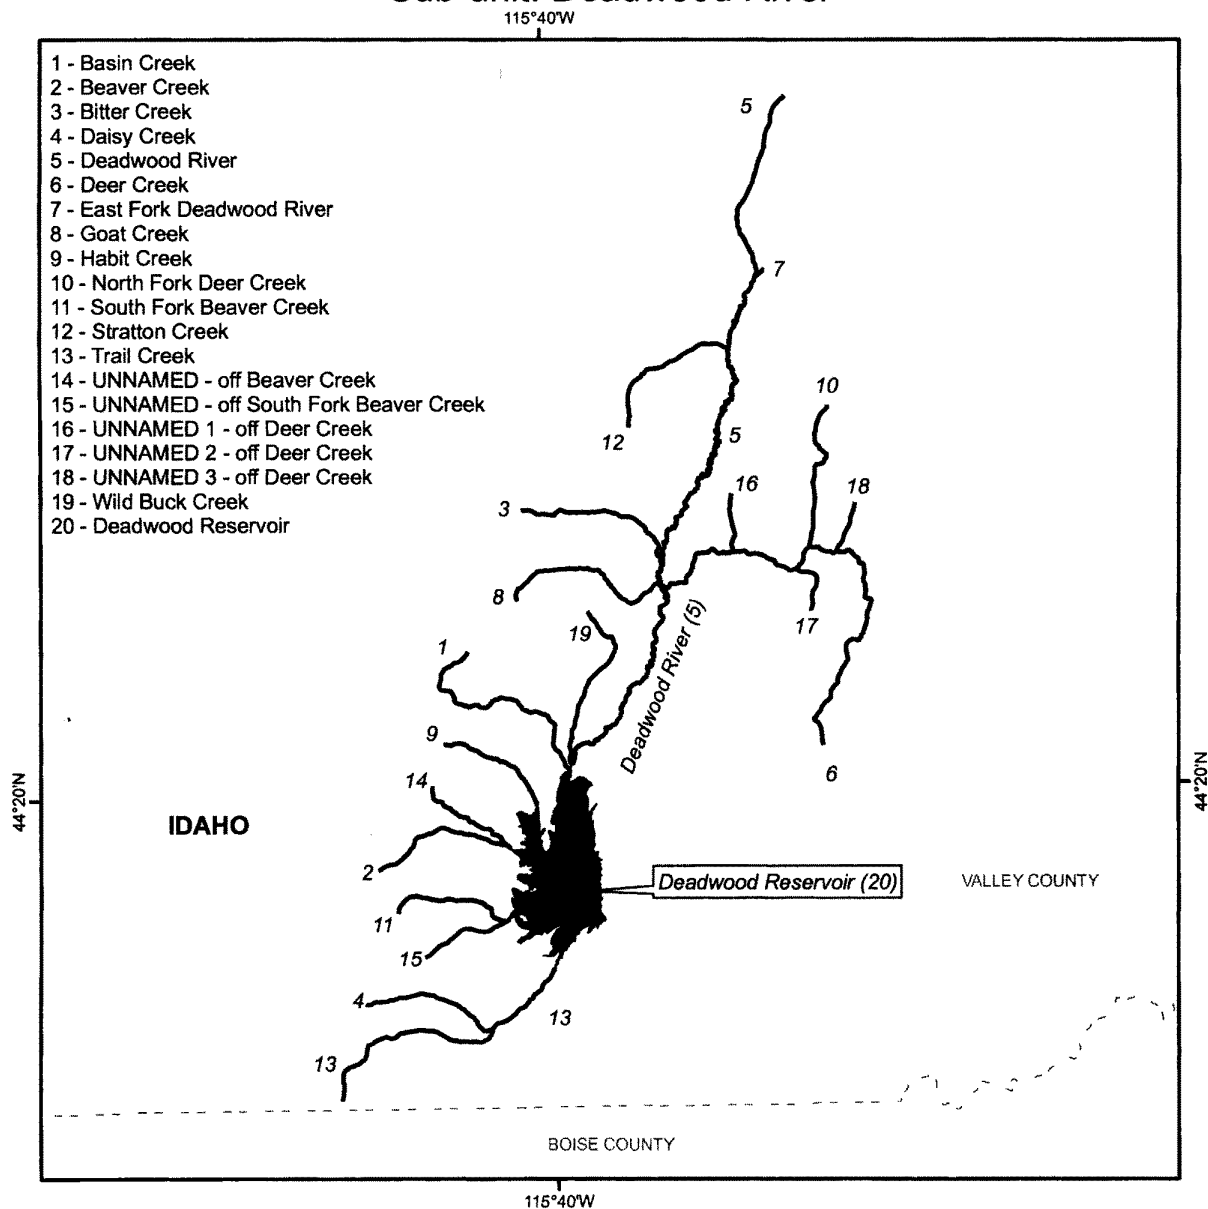 Sub-unit: Deadwood River
115°40'W
1 - Basin Creek
2 - Beaver Creek
3 - Bitter Creek
4 - Daisy Creek
5 - Deadwood River
6 - Deer Creek
7 - East Fork Deadwood River
8 - Goat Creek
9 - Habit Creek
10 - North Fork Deer Creek
11 - South Fork Beaver Creek
12 - Stratton Creek
13 - Trail Creek
14 - UNNAMED - off Beaver Creek
15 - UNNAMED - off South Fork Beaver Creek
16 - UNNAMED 1 - off Deer Creek
17 - UNNAMED 2 - off Deer Creek
18 - UNNAMED 3 - off Deer Creek
19 - Wild Buck Creek
20 - Deadwood Reservoir
5
7
10
12
5
16
18
3
8
17
19
1
Deadwood River (5)
9
6
14
44°20'N
44°20'N
IDAHO
2
Deadwood Reservoir (20)
VALLEY COUNTY
11
15
4
13
13
BOISE COUNTY
115°40'W